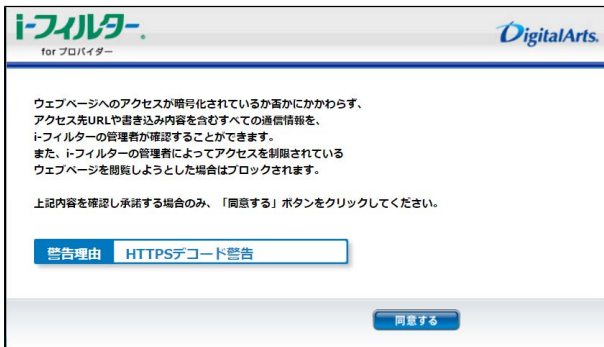 i-フィルター.
for プロバイダー
DigitalArts.
ウェブページへのアクセスが暗号化されているか否かにかかわらず、
アクセス先URLや書き込み内容を含むすべての通信情報を、
i-フィルターの管理者が確認することができます。
また、i-フィルターの管理者によってアクセスを制限されている
ウェブページを閲覧しようとした場合はブロックされます。
上記内容を確認し承諾する場合のみ、「同意する」ボタンをクリックしてください。
警告理由 HTTPSデコード警告
同意する